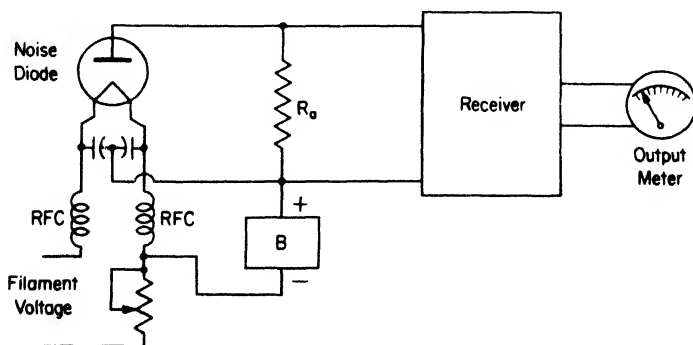 Noise
Diode
Rₐ
Receiver
Output
Meter
RFC
RFC
+
B
−
Filament
Voltage